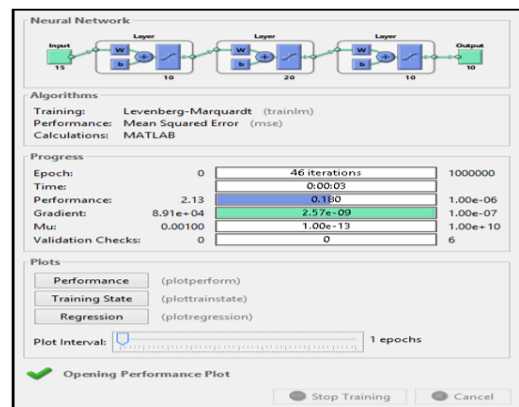 Neural Network
Layer Layer Layer
Input Output
W W W
b b b
15 10 20 10 10
Algorithms
Training: Levenberg-Marquardt (trainlm)
Performance: Mean Squared Error (mse)
Calculations: MATLAB
Progress
Epoch: 0 46 iterations 1000000
Time: 0:00:03
Performance: 2.13 0.180 1.00e-06
Gradient: 8.91e+04 2.57e-09 1.00e-07
Mu: 0.00100 1.00e-13 1.00e+10
Validation Checks: 0 0 6
Plots
Performance (plotperform)
Training State (plottrainstate)
Regression (plotregression)
Plot Interval: 1 epochs
Opening Performance Plot
Stop Training Cancel